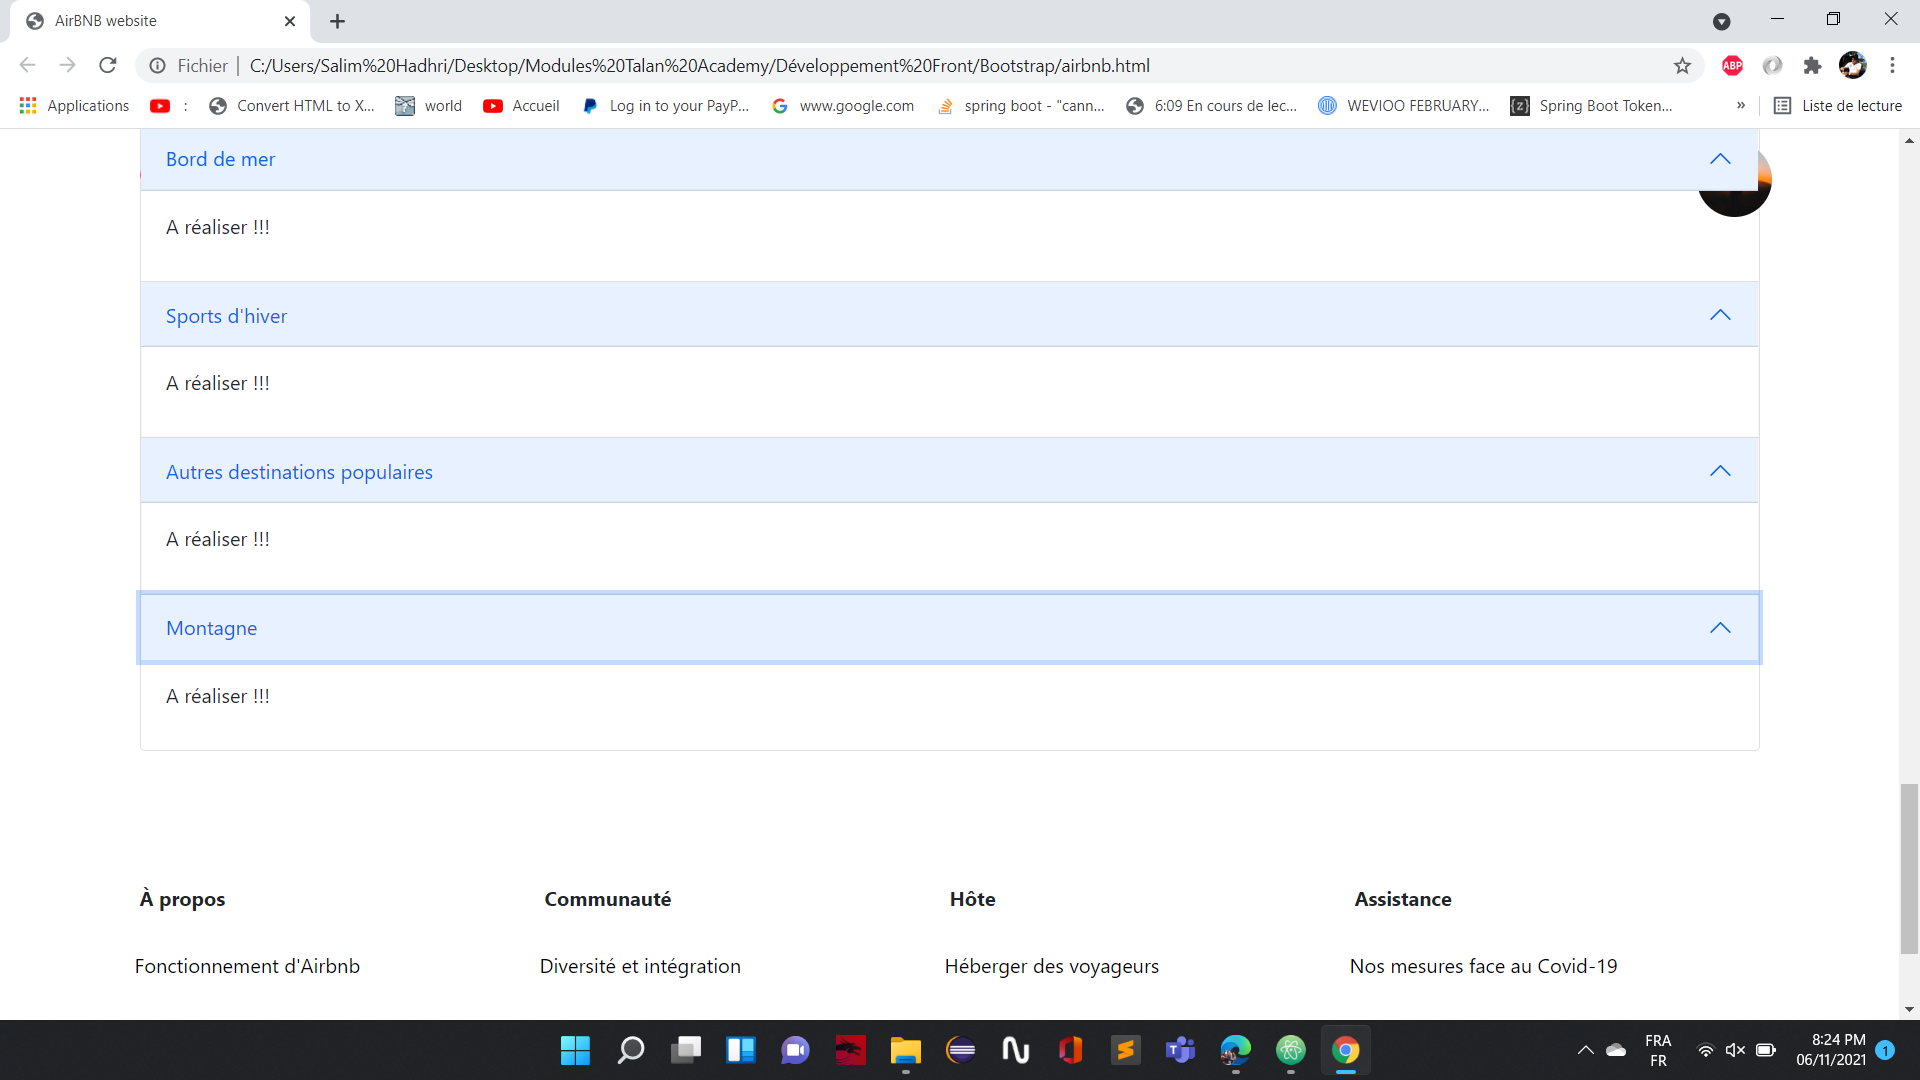 AirBNB website
Fichier | C:/Users/Salim%20Hadhri/Desktop/Modules%20Talan%20Academy/Développement%20Front/Bootstrap/airbnb.html
ABP
Applications : Convert HTML to X... world Accueil Log in to your PayP... www.google.com spring boot - "cann... 6:09 En cours de lec... WEVIOO FEBRUARY... {z} Spring Boot Token... » Liste de lecture
Bord de mer
A réaliser !!!
Sports d'hiver
A réaliser !!!
Autres destinations populaires
A réaliser !!!
Montagne
A réaliser !!!
À propos Communauté Hôte Assistance
Fonctionnement d'Airbnb Diversité et intégration Héberger des voyageurs Nos mesures face au Covid-19
FRA 8:24 PM
FR 06/11/2021 1